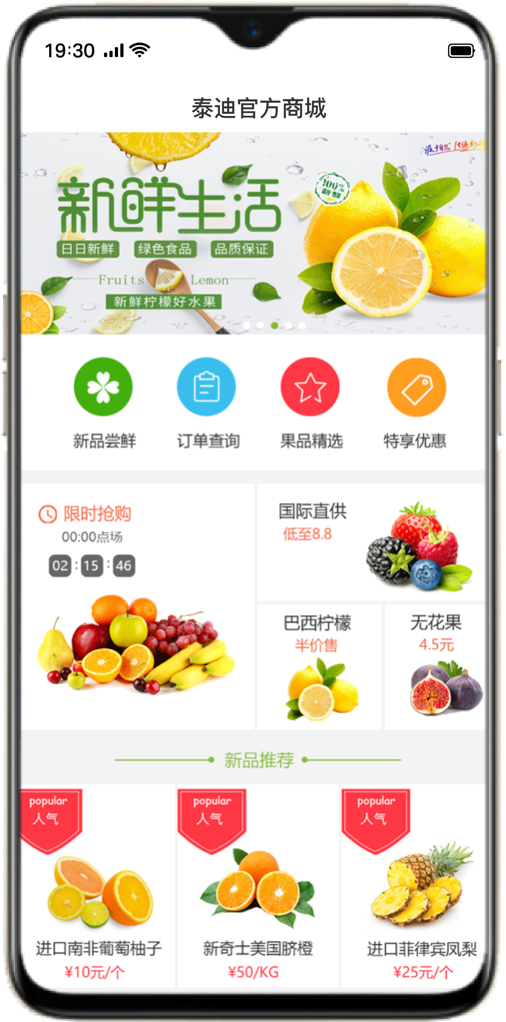 19:30
泰迪官方商城
新鲜生活
100%
新鲜
日日新鲜 绿色食品 品质保证
Fruits Lemon
新鲜柠檬好水果
新品尝鲜 订单查询 果品精选 特享优惠
限时抢购
00:00点场
02:15:46
国际直供
低至8.8
巴西柠檬
半价售
无花果
4.5元
新品推荐
popular
人气
popular
人气
popular
人气
进口南非葡萄柚子
¥10元/个
新奇士美国脐橙
¥50/KG
进口菲律宾凤梨
¥25元/个